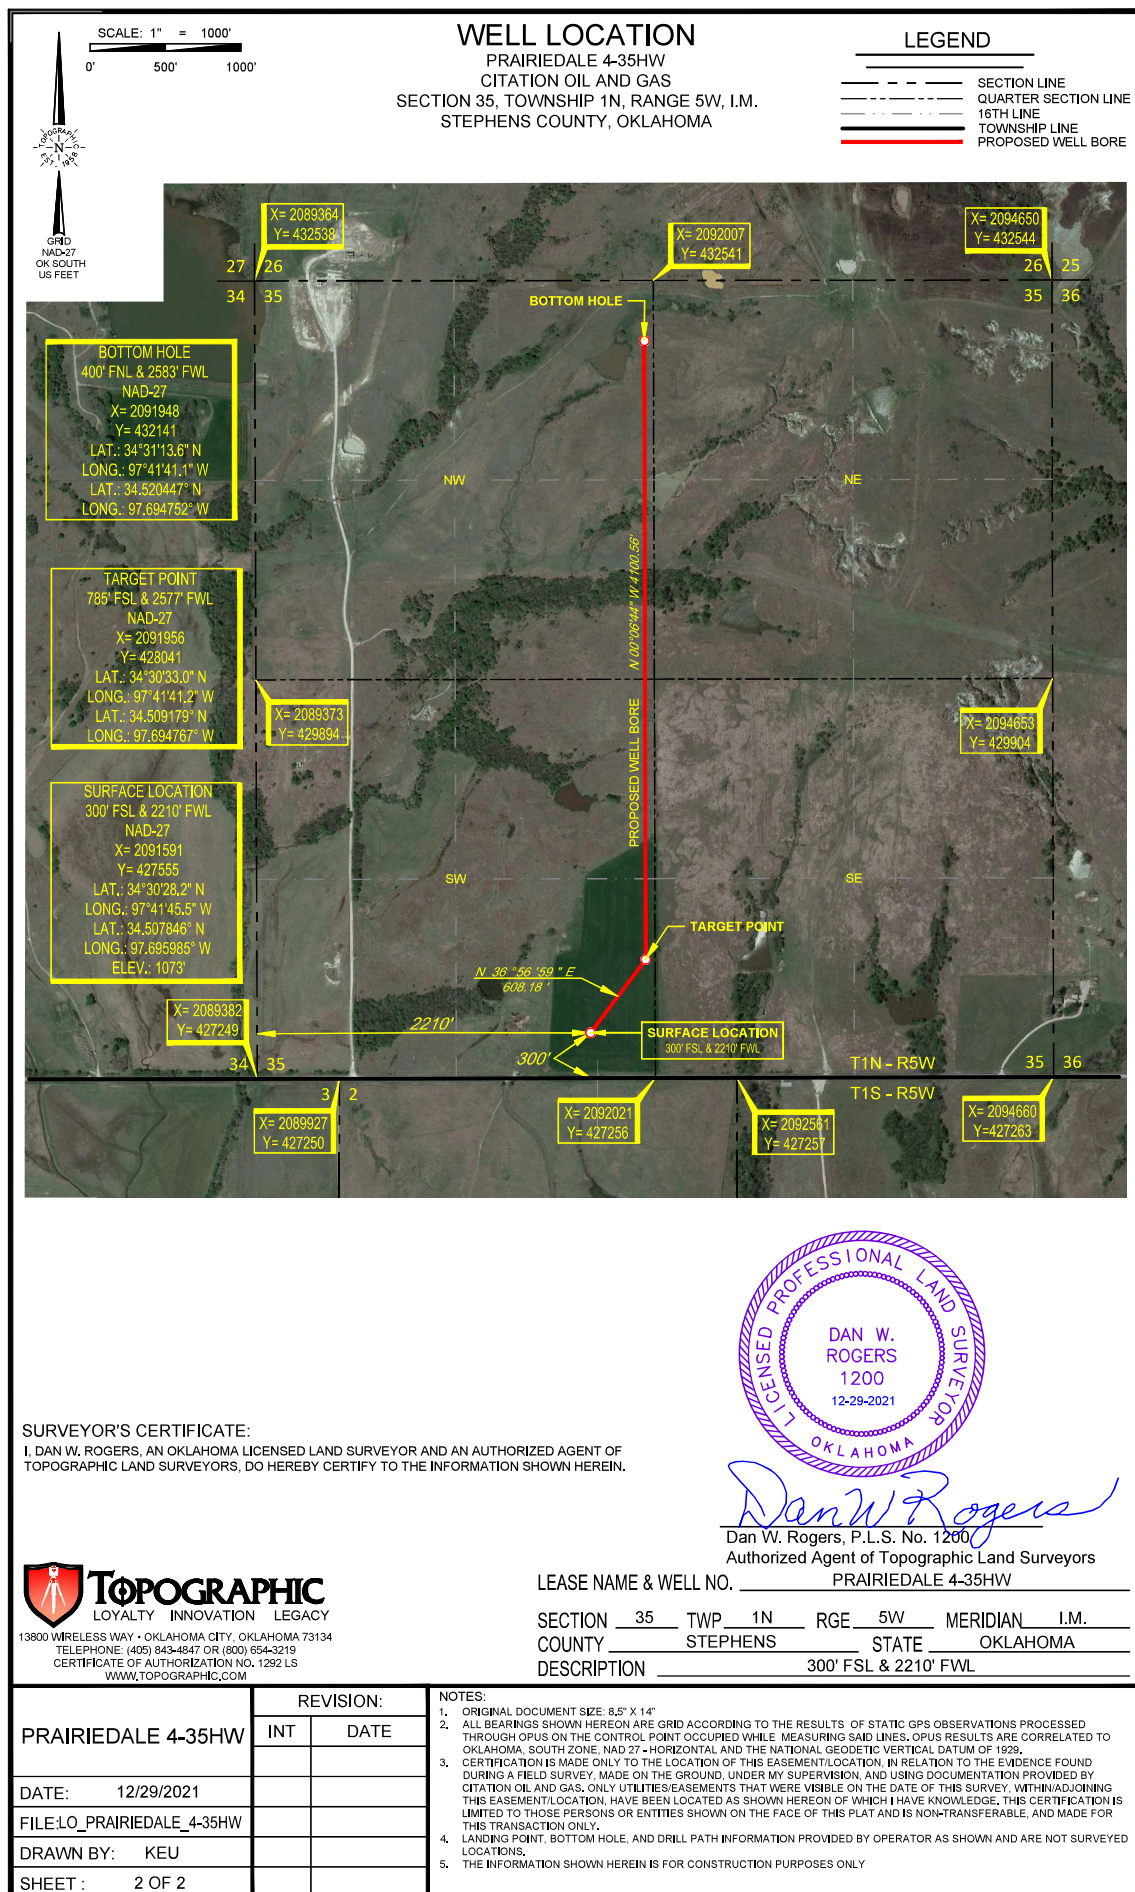 SCALE: 1" = 1000'
0' 500' 1000'
WELL LOCATION
PRAIRIEDALE 4-35HW
CITATION OIL AND GAS
SECTION 35, TOWNSHIP 1N, RANGE 5W, I.M.
STEPHENS COUNTY, OKLAHOMA
LEGEND
SECTION LINE
QUARTER SECTION LINE
16TH LINE
TOWNSHIP LINE
PROPOSED WELL BORE
TOPOGRAPHIC
N
EST. 1958
GRID
NAD-27
OK SOUTH
US FEET
X= 2089364
Y= 432538
X= 2092007
Y= 432541
X= 2094650
Y= 432544
27 26
34 35
26 25
35 36
BOTTOM HOLE
BOTTOM HOLE
400' FNL & 2583' FWL
NAD-27
X= 2091948
Y= 432141
LAT.: 34°31'13.6" N
LONG.: 97°41'41.1" W
LAT.: 34.520447° N
LONG.: 97.694752° W
NW
NE
N 00°06'44" W 4100.56'
PROPOSED WELL BORE
TARGET POINT
785' FSL & 2577' FWL
NAD-27
X= 2091956
Y= 428041
LAT.: 34°30'33.0" N
LONG.: 97°41'41.2" W
LAT.: 34.509179° N
LONG.: 97.694767° W
X= 2089373
Y= 429894
X= 2094653
Y= 429904
SURFACE LOCATION
300' FSL & 2210' FWL
NAD-27
X= 2091591
Y= 427555
LAT.: 34°30'28.2" N
LONG.: 97°41'45.5" W
LAT.: 34.507846° N
LONG.: 97.695985° W
ELEV.: 1073'
SW
SE
TARGET POINT
N 36 °56 '59 " E
608.18 '
X= 2089382
Y= 427249
2210'
SURFACE LOCATION
300' FSL & 2210' FWL
300'
34 35
T1N - R5W
35 36
3 2
T1S - R5W
X= 2089927
Y= 427250
X= 2092021
Y= 427256
X= 2092561
Y= 427257
X= 2094660
Y=427263
LICENSED PROFESSIONAL LAND SURVEYOR
DAN W.
ROGERS
1200
12-29-2021
OKLAHOMA
SURVEYOR'S CERTIFICATE:
I, DAN W. ROGERS, AN OKLAHOMA LICENSED LAND SURVEYOR AND AN AUTHORIZED AGENT OF
TOPOGRAPHIC LAND SURVEYORS, DO HEREBY CERTIFY TO THE INFORMATION SHOWN HEREIN.
Dan W Rogers
Dan W. Rogers, P.L.S. No. 1200
Authorized Agent of Topographic Land Surveyors
TOPOGRAPHIC
LOYALTY INNOVATION LEGACY
13800 WIRELESS WAY • OKLAHOMA CITY, OKLAHOMA 73134
TELEPHONE: (405) 843-4847 OR (800) 654-3219
CERTIFICATE OF AUTHORIZATION NO. 1292 LS
WWW.TOPOGRAPHIC.COM
LEASE NAME & WELL NO. PRAIRIEDALE 4-35HW
SECTION 35 TWP 1N RGE 5W MERIDIAN I.M.
COUNTY STEPHENS STATE OKLAHOMA
DESCRIPTION 300' FSL & 2210' FWL
PRAIRIEDALE 4-35HW
REVISION:
INT DATE
DATE: 12/29/2021
FILE:LO_PRAIRIEDALE_4-35HW
DRAWN BY: KEU
SHEET : 2 OF 2
NOTES:
1. ORIGINAL DOCUMENT SIZE: 8.5" X 14"
2. ALL BEARINGS SHOWN HEREON ARE GRID ACCORDING TO THE RESULTS OF STATIC GPS OBSERVATIONS PROCESSED
THROUGH OPUS ON THE CONTROL POINT OCCUPIED WHILE MEASURING SAID LINES. OPUS RESULTS ARE CORRELATED TO
OKLAHOMA, SOUTH ZONE, NAD 27 - HORIZONTAL AND THE NATIONAL GEODETIC VERTICAL DATUM OF 1929.
3. CERTIFICATION IS MADE ONLY TO THE LOCATION OF THIS EASEMENT/LOCATION, IN RELATION TO THE EVIDENCE FOUND
DURING A FIELD SURVEY, MADE ON THE GROUND, UNDER MY SUPERVISION, AND USING DOCUMENTATION PROVIDED BY
CITATION OIL AND GAS. ONLY UTILITIES/EASEMENTS THAT WERE VISIBLE ON THE DATE OF THIS SURVEY, WITHIN/ADJOINING
THIS EASEMENT/LOCATION, HAVE BEEN LOCATED AS SHOWN HEREON OF WHICH I HAVE KNOWLEDGE. THIS CERTIFICATION IS
LIMITED TO THOSE PERSONS OR ENTITIES SHOWN ON THE FACE OF THIS PLAT AND IS NON-TRANSFERABLE, AND MADE FOR
THIS TRANSACTION ONLY.
4. LANDING POINT, BOTTOM HOLE, AND DRILL PATH INFORMATION PROVIDED BY OPERATOR AS SHOWN AND ARE NOT SURVEYED
LOCATIONS.
5. THE INFORMATION SHOWN HEREIN IS FOR CONSTRUCTION PURPOSES ONLY